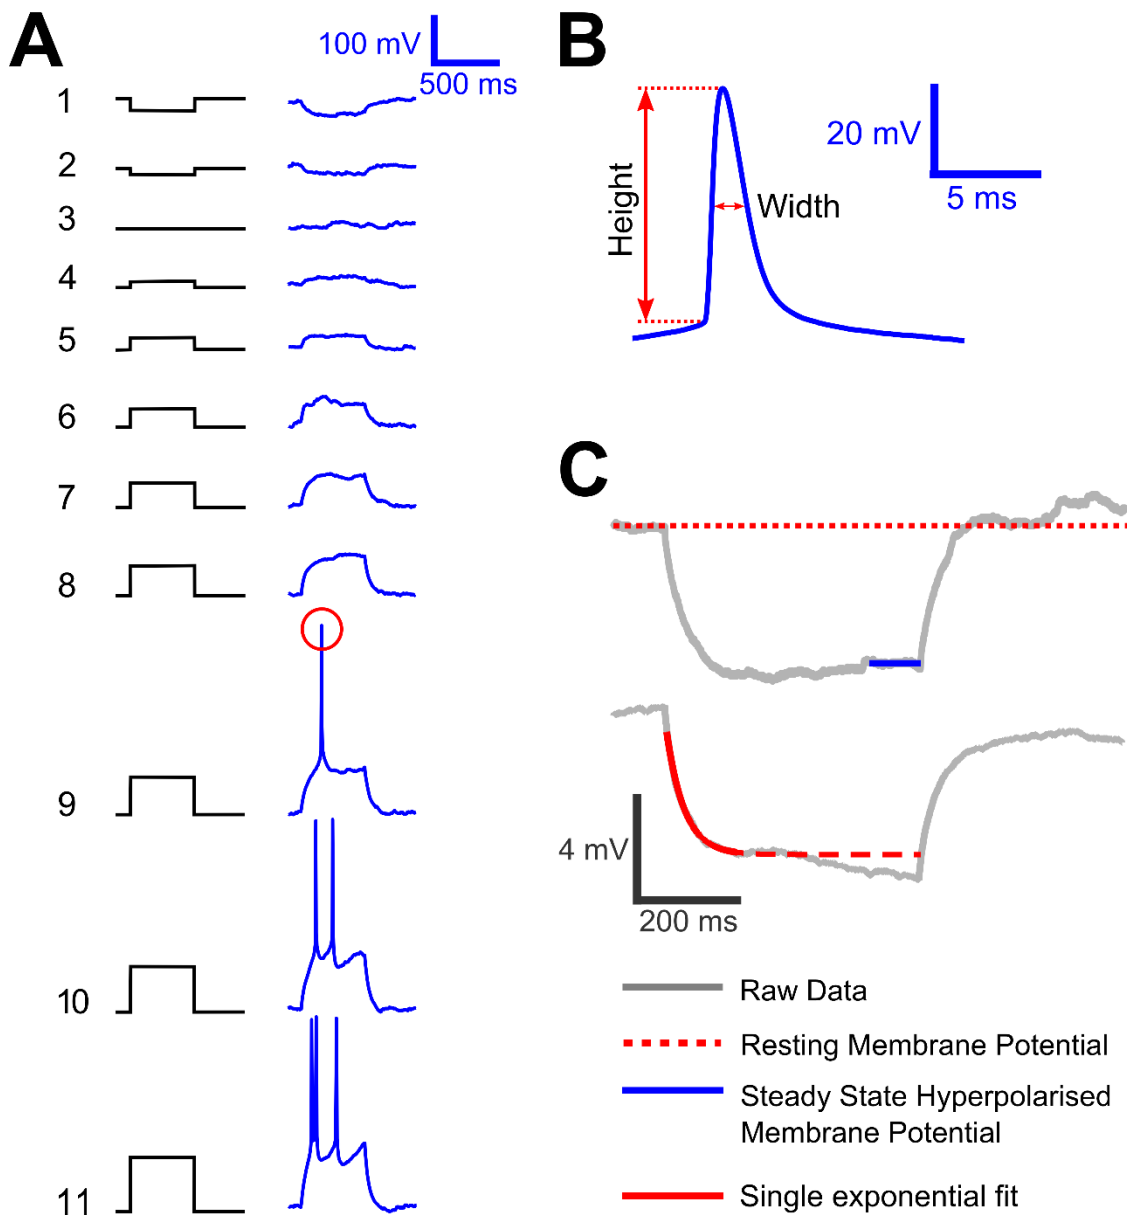 A
100 mV
500 ms
1
2
3
4
5
6
7
8
9
10
11
B
Height
Width
20 mV
5 ms
C
4 mV
200 ms
Raw Data
Resting Membrane Potential
Steady State Hyperpolarised
Membrane Potential
Single exponential fit